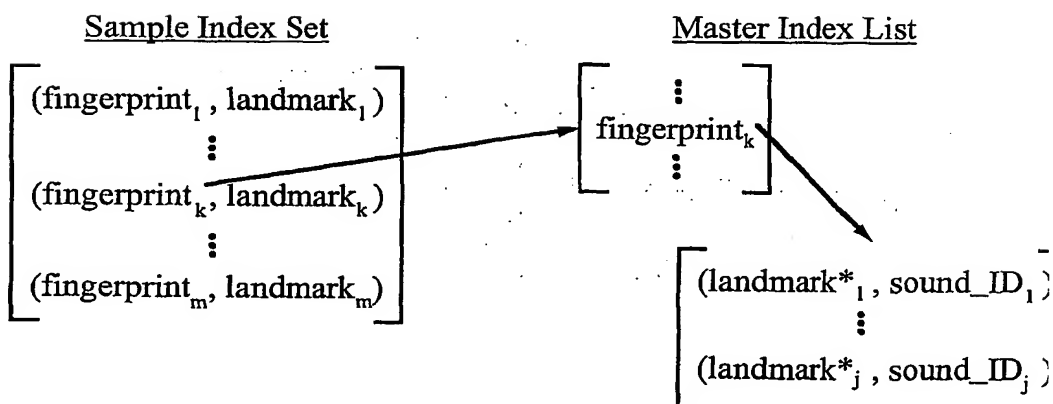 Sample Index Set
(fingerprint₁ , landmark₁)
⋮
(fingerprintₖ, landmarkₖ)
⋮
(fingerprintₘ, landmarkₘ)
Master Index List
⋮
fingerprintₖ
⋮
(landmark*₁ , sound_ID₁)
⋮
(landmark*ⱼ , sound_IDⱼ)